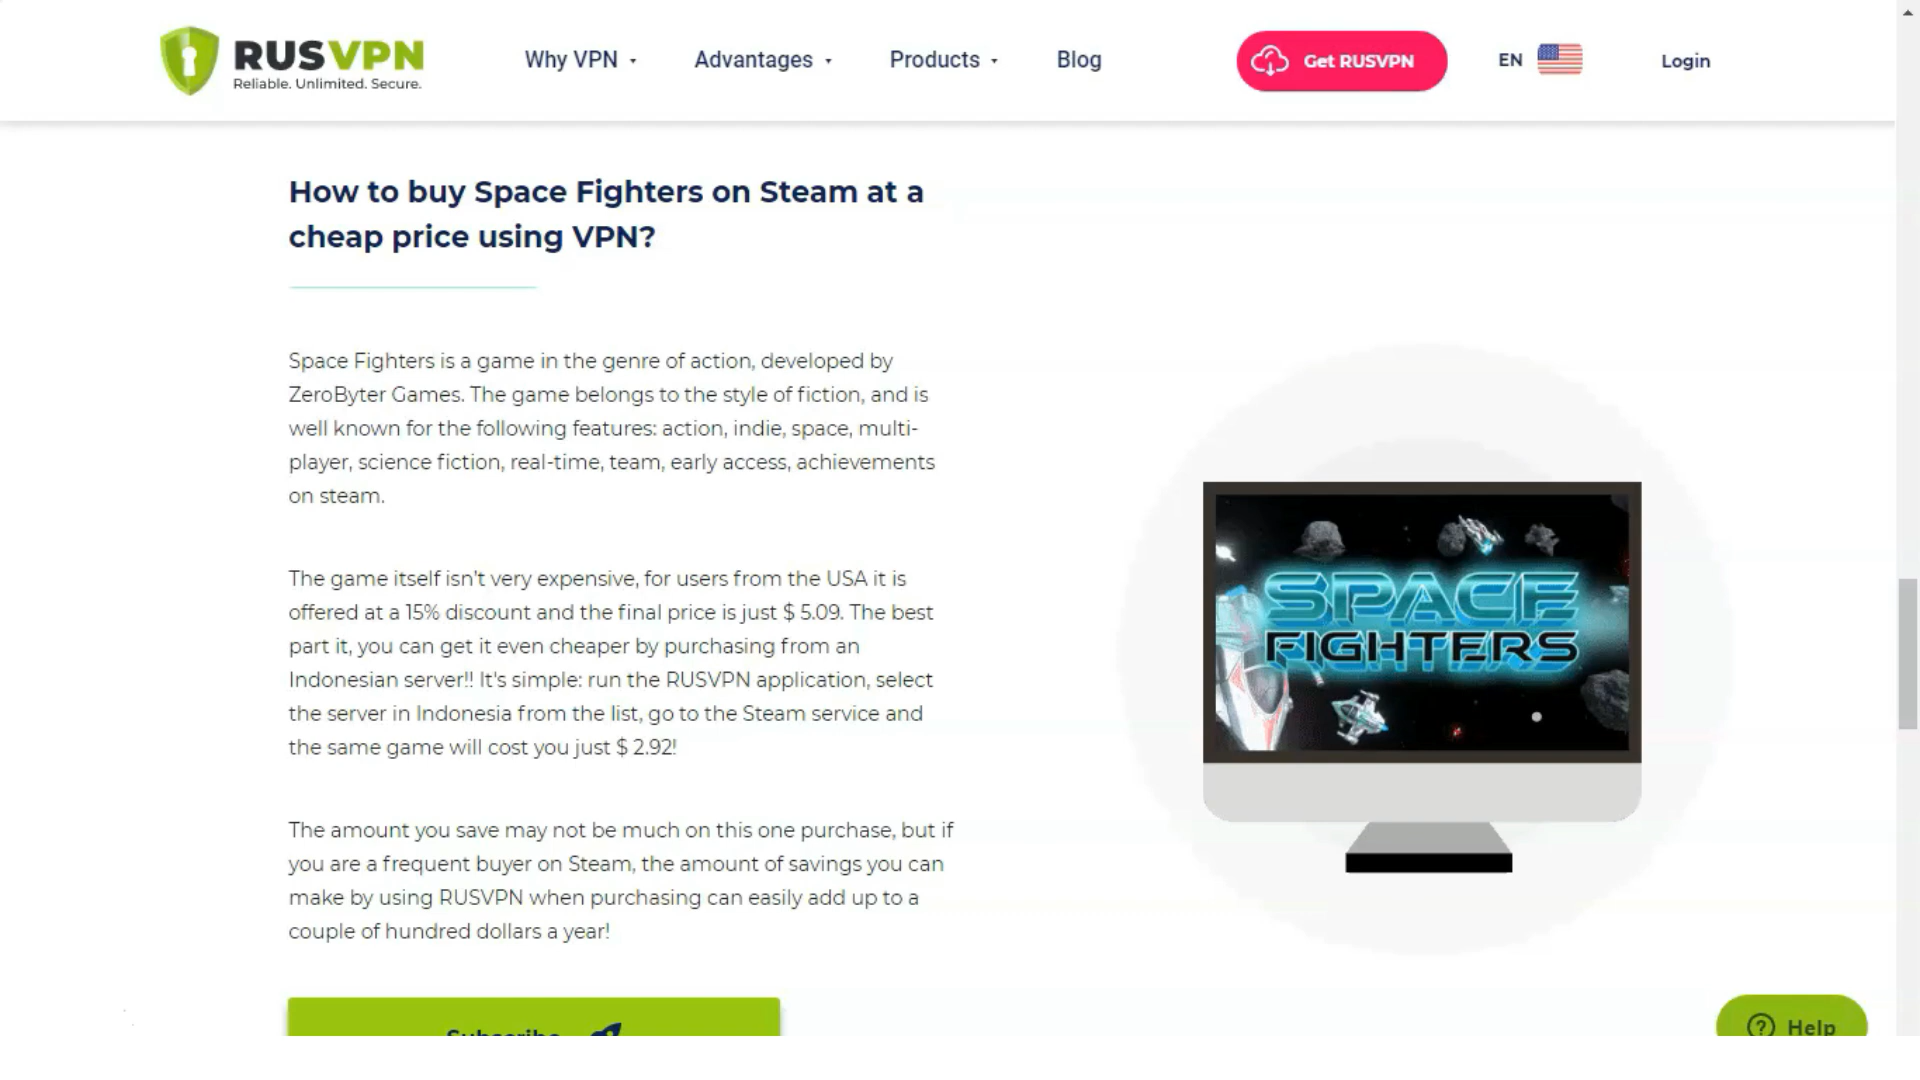 RUSVPN
Reliable. Unlimited. Secure.
Why VPN
Advantages
Products
Blog
Get RUSVPN
EN
Login
How to buy Space Fighters on Steam at a
cheap price using VPN?
Space Fighters is a game in the genre of action, developed by
ZeroByter Games. The game belongs to the style of fiction, and is
well known for the following features: action, indie, space, multi-
player, science fiction, real-time, team, early access, achievements
on steam.
The game itself isn't very expensive, for users from the USA it is
offered at a 15% discount and the final price is just $ 5.09. The best
part it, you can get it even cheaper by purchasing from an
Indonesian server!! It's simple: run the RUSVPN application, select
the server in Indonesia from the list, go to the Steam service and
the same game will cost you just $ 2.92!
The amount you save may not be much on this one purchase, but if
you are a frequent buyer on Steam, the amount of savings you can
make by using RUSVPN when purchasing can easily add up to a
couple of hundred dollars a year!
SPACE
FIGHTERS
Subscribe
? Help